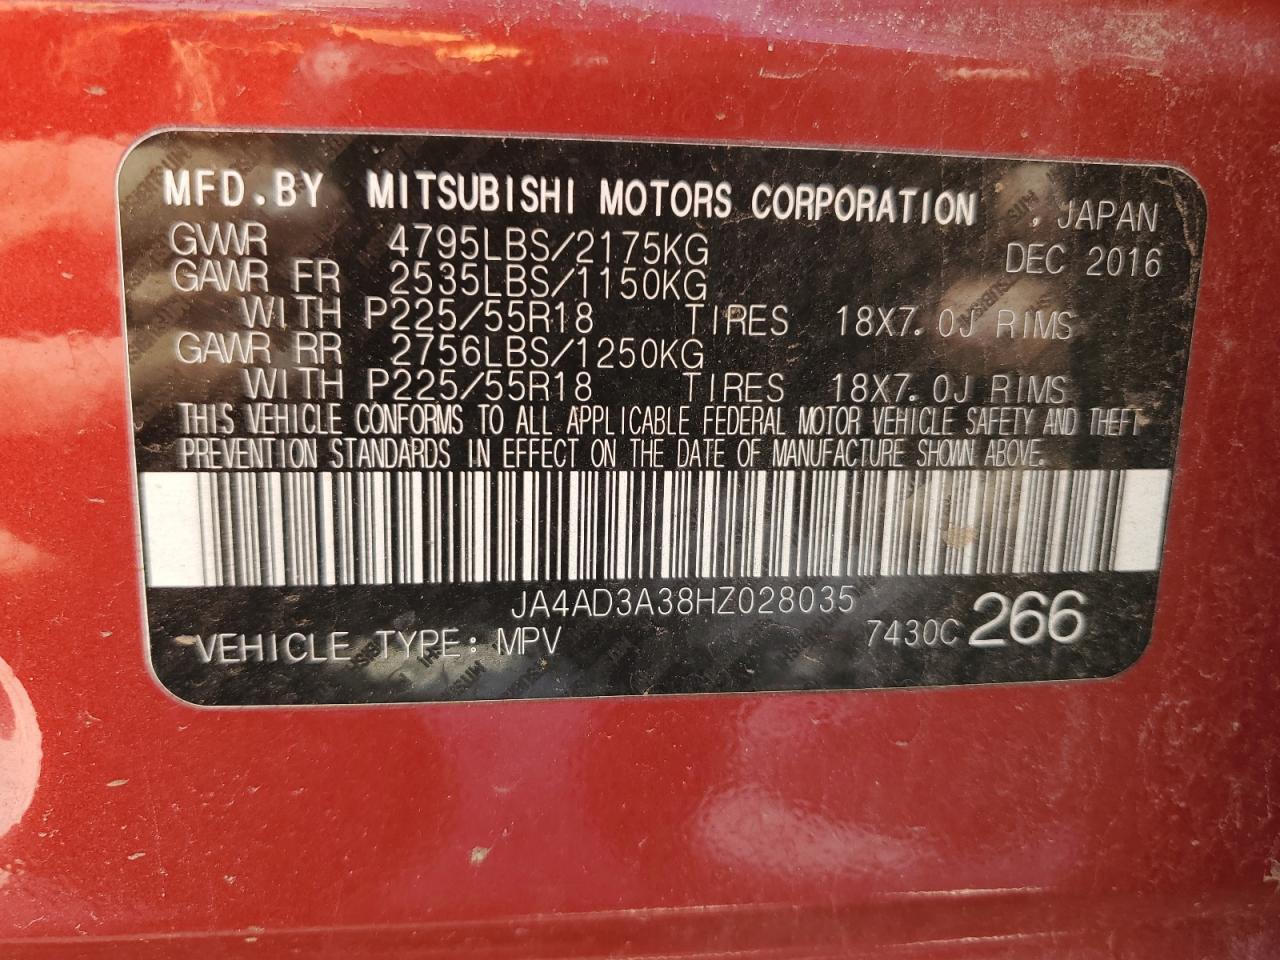 MFD.BY MITSUBISHI MOTORS CORPORATION , JAPAN
GVWR 4795LBS/2175KG DEC 2016
GAWR FR 2535LBS/1150KG
WITH P225/55R18 TIRES 18X7.0J RIMS
GAWR RR 2756LBS/1250KG
WITH P225/55R18 TIRES 18X7.0J RIMS
THIS VEHICLE CONFORMS TO ALL APPLICABLE FEDERAL MOTOR VEHICLE SAFETY AND THEFT
PREVENTION STANDARDS IN EFFECT ON THE DATE OF MANUFACTURE SHOWN ABOVE.
JA4AD3A38HZ028035
VEHICLE TYPE: MPV 7430C 266